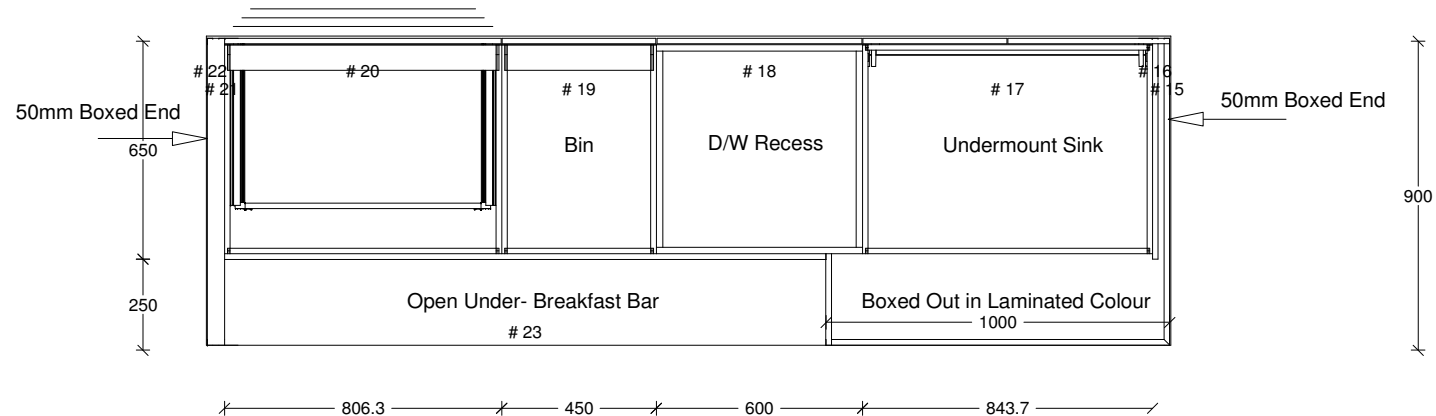 # 22
# 20
# 18
# 16
# 21
# 19
# 17
# 15
50mm Boxed End
50mm Boxed End
650
Bin
D/W Recess
Undermount Sink
900
250
Open Under- Breakfast Bar
Boxed Out in Laminated Colour
1000
# 23
806.3
450
600
843.7